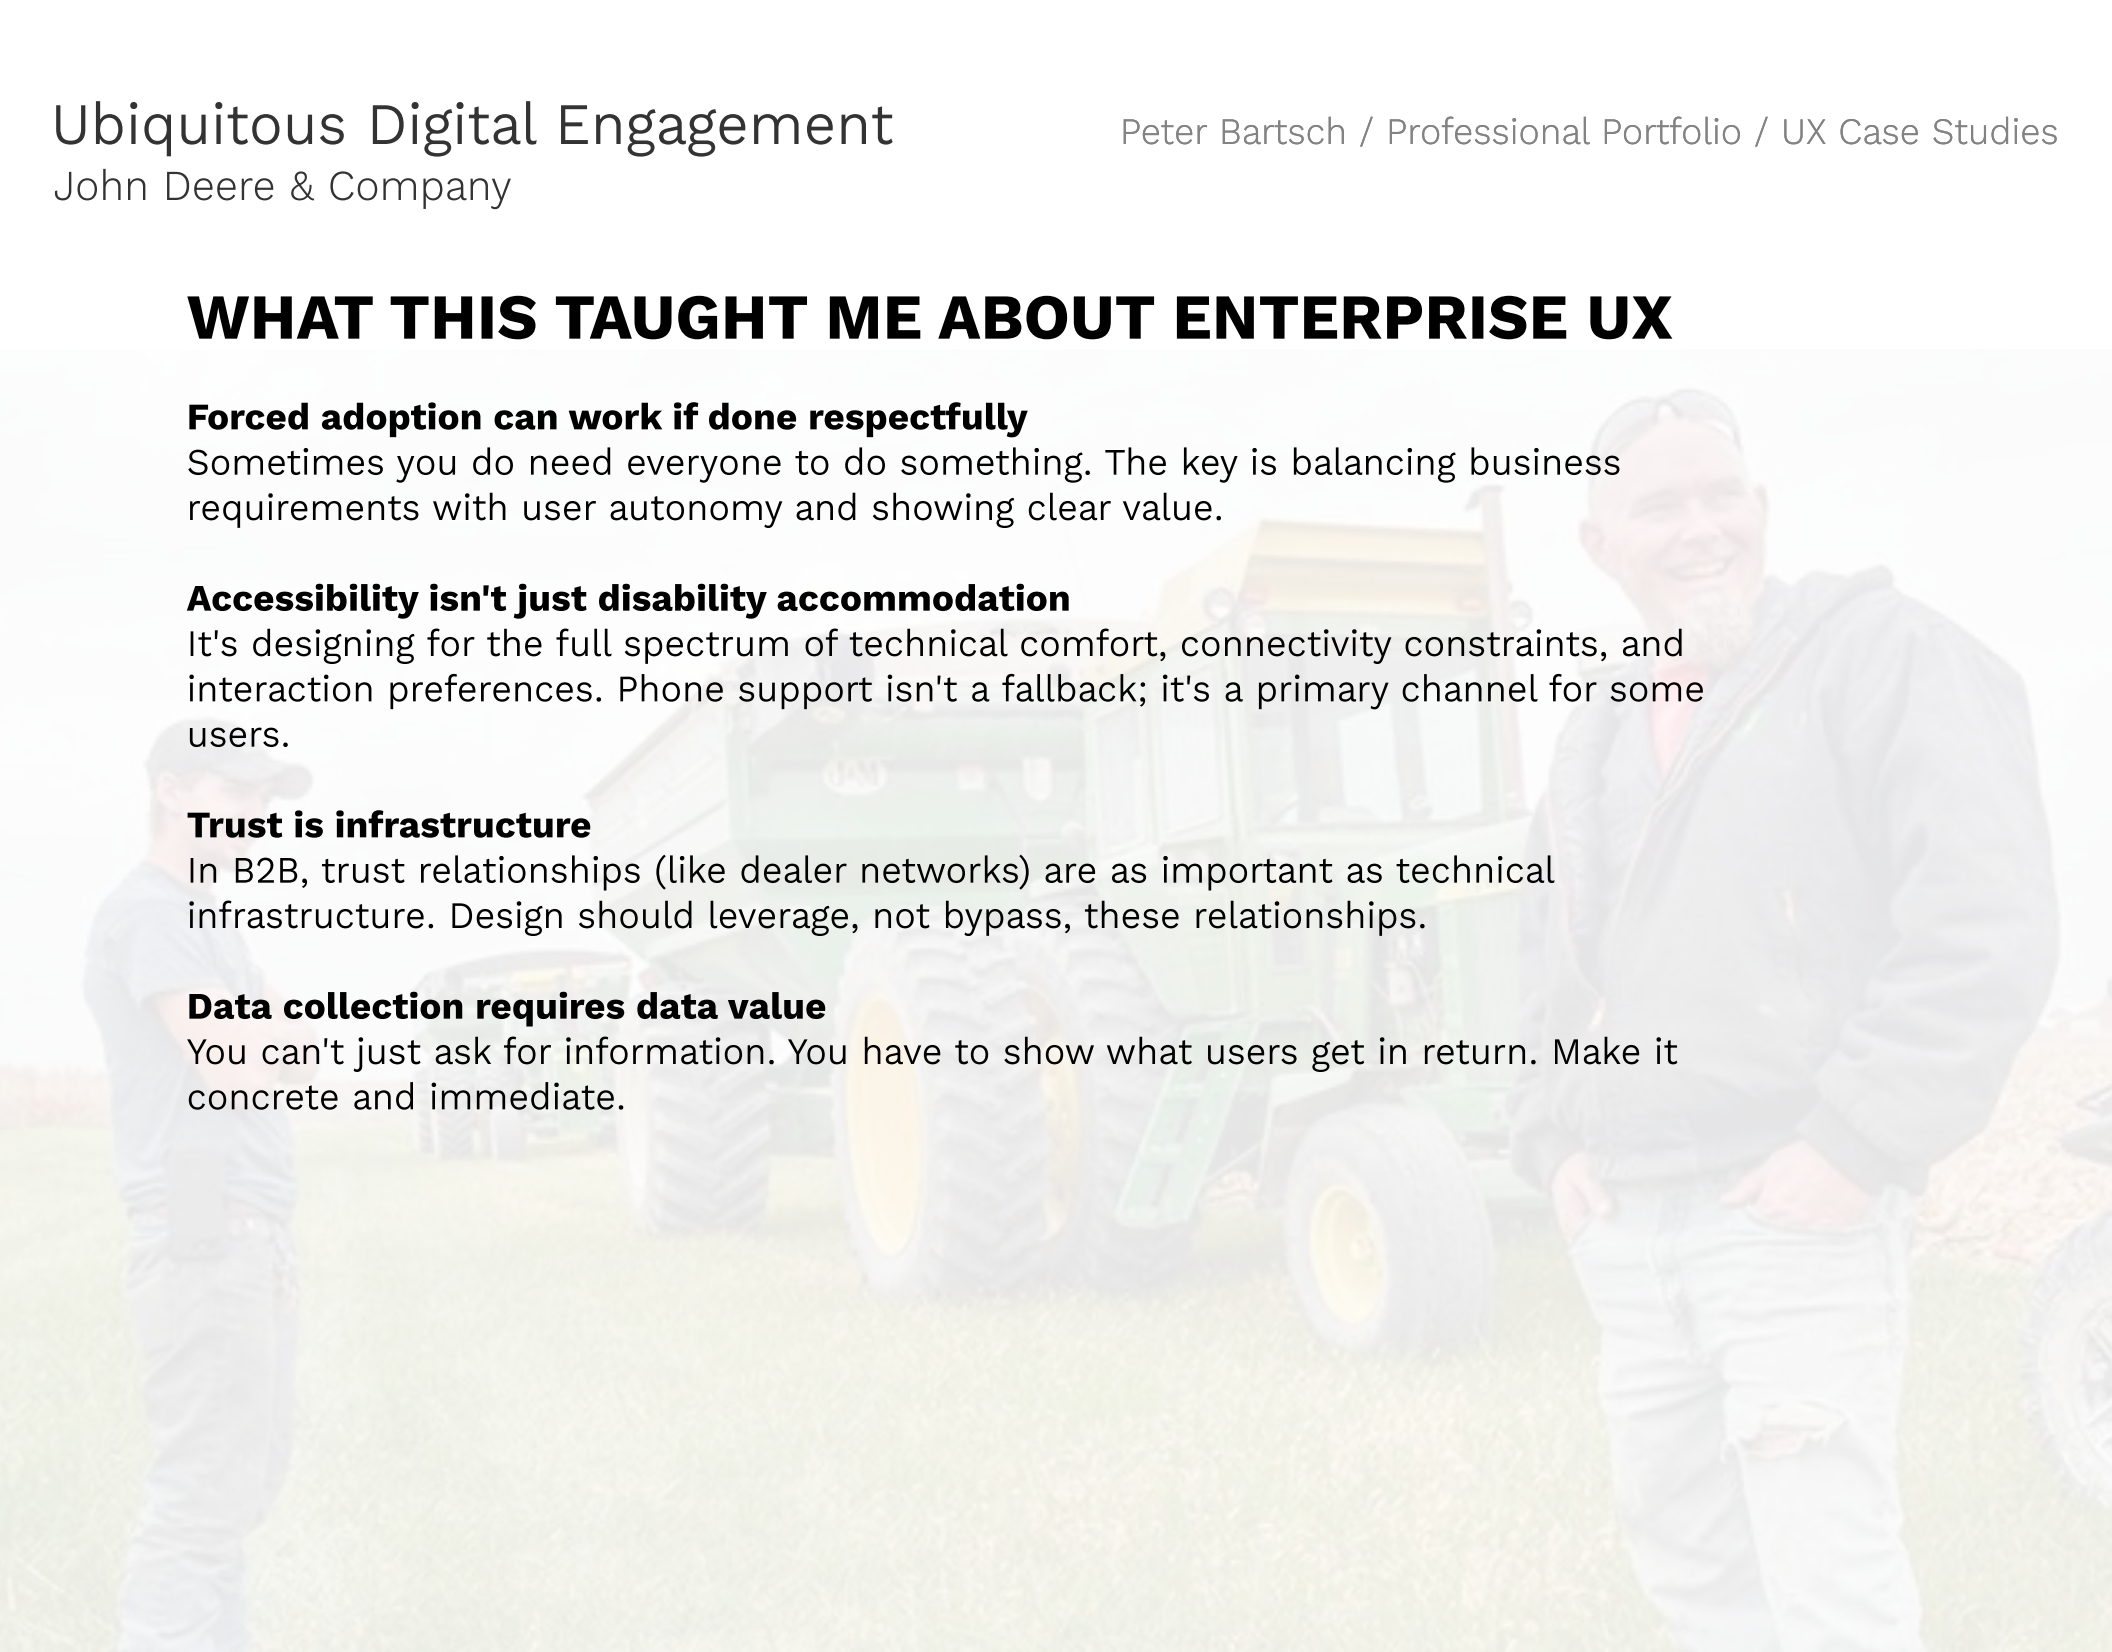 Ubiquitous Digital Engagement
Peter Bartsch / Professional Portfolio / UX Case Studies
John Deere & Company
WHAT THIS TAUGHT ME ABOUT ENTERPRISE UX
Forced adoption can work if done respectfully
Sometimes you do need everyone to do something. The key is balancing business
requirements with user autonomy and showing clear value.
Accessibility isn't just disability accommodation
It's designing for the full spectrum of technical comfort, connectivity constraints, and
interaction preferences. Phone support isn't a fallback; it's a primary channel for some
users.
Trust is infrastructure
In B2B, trust relationships (like dealer networks) are as important as technical
infrastructure. Design should leverage, not bypass, these relationships.
Data collection requires data value
You can't just ask for information. You have to show what users get in return. Make it
concrete and immediate.